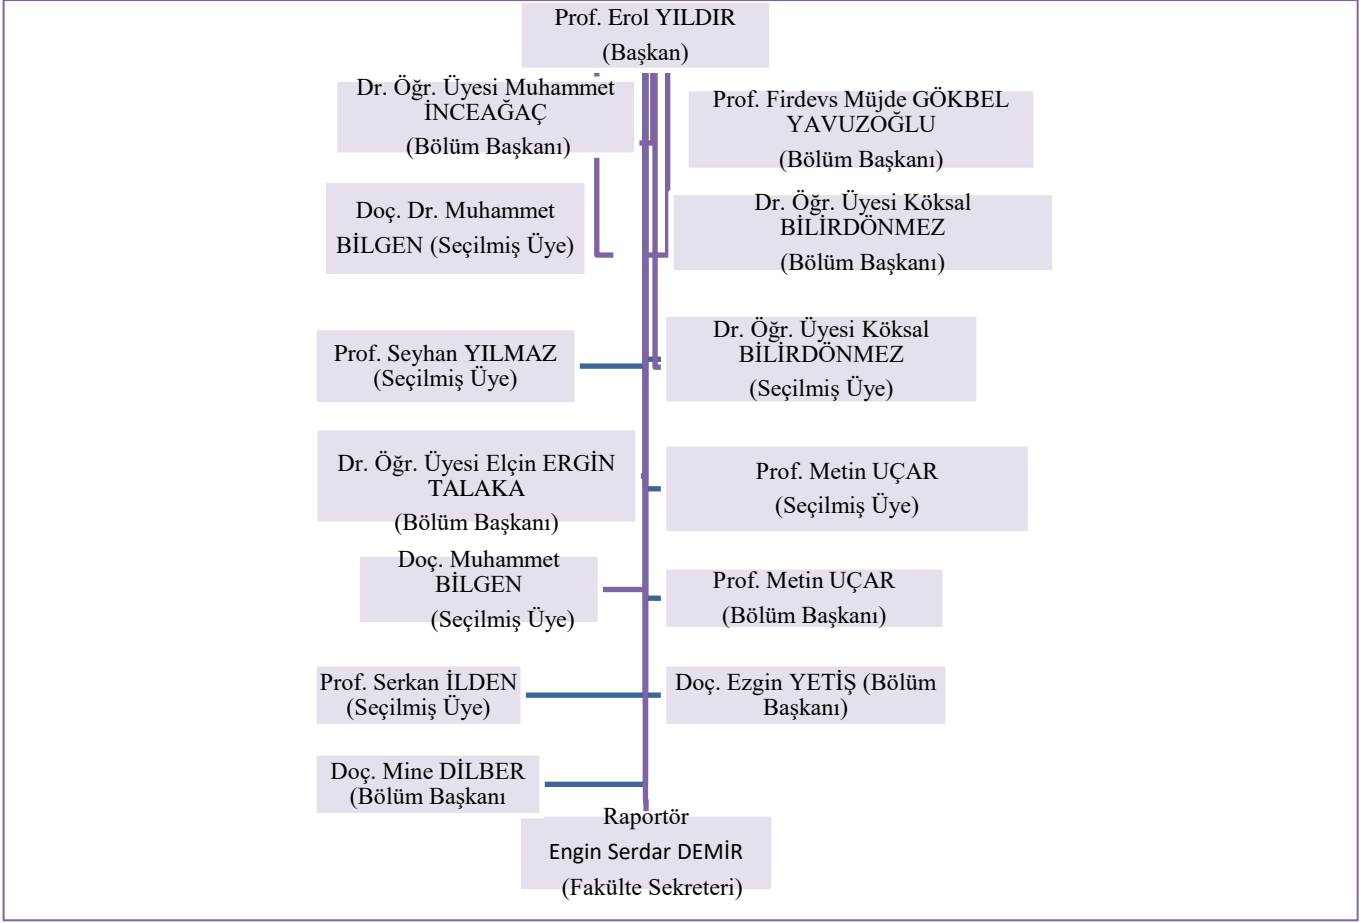 Prof. Erol YILDIR
(Başkan)
Dr. Öğr. Üyesi Muhammet
İNCEAĞAÇ
(Bölüm Başkanı)
Prof. Firdevs Müjde GÖKBEL
YAVUZOĞLU
(Bölüm Başkanı)
Doç. Dr. Muhammet
BİLGEN (Seçilmiş Üye)
Dr. Öğr. Üyesi Köksal
BİLİRDÖNMEZ
(Bölüm Başkanı)
Prof. Seyhan YILMAZ
(Seçilmiş Üye)
Dr. Öğr. Üyesi Köksal
BİLİRDÖNMEZ
(Seçilmiş Üye)
Dr. Öğr. Üyesi Elçin ERGİN
TALAKA
(Bölüm Başkanı)
Prof. Metin UÇAR
(Seçilmiş Üye)
Doç. Muhammet
BİLGEN
(Seçilmiş Üye)
Prof. Metin UÇAR
(Bölüm Başkanı)
Prof. Serkan İLDEN
(Seçilmiş Üye)
Doç. Ezgin YETİŞ (Bölüm
Başkanı)
Doç. Mine DİLBER
(Bölüm Başkanı
Raportör
Engin Serdar DEMİR
(Fakülte Sekreteri)